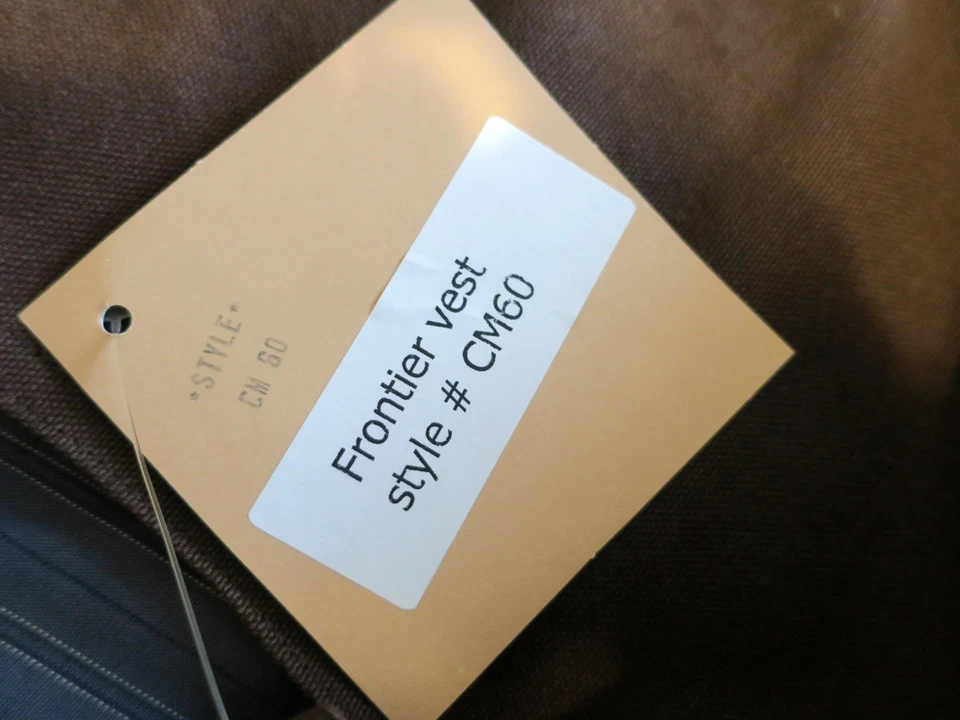 *STYLE*
CM 60
Frontier vest
style # CM60